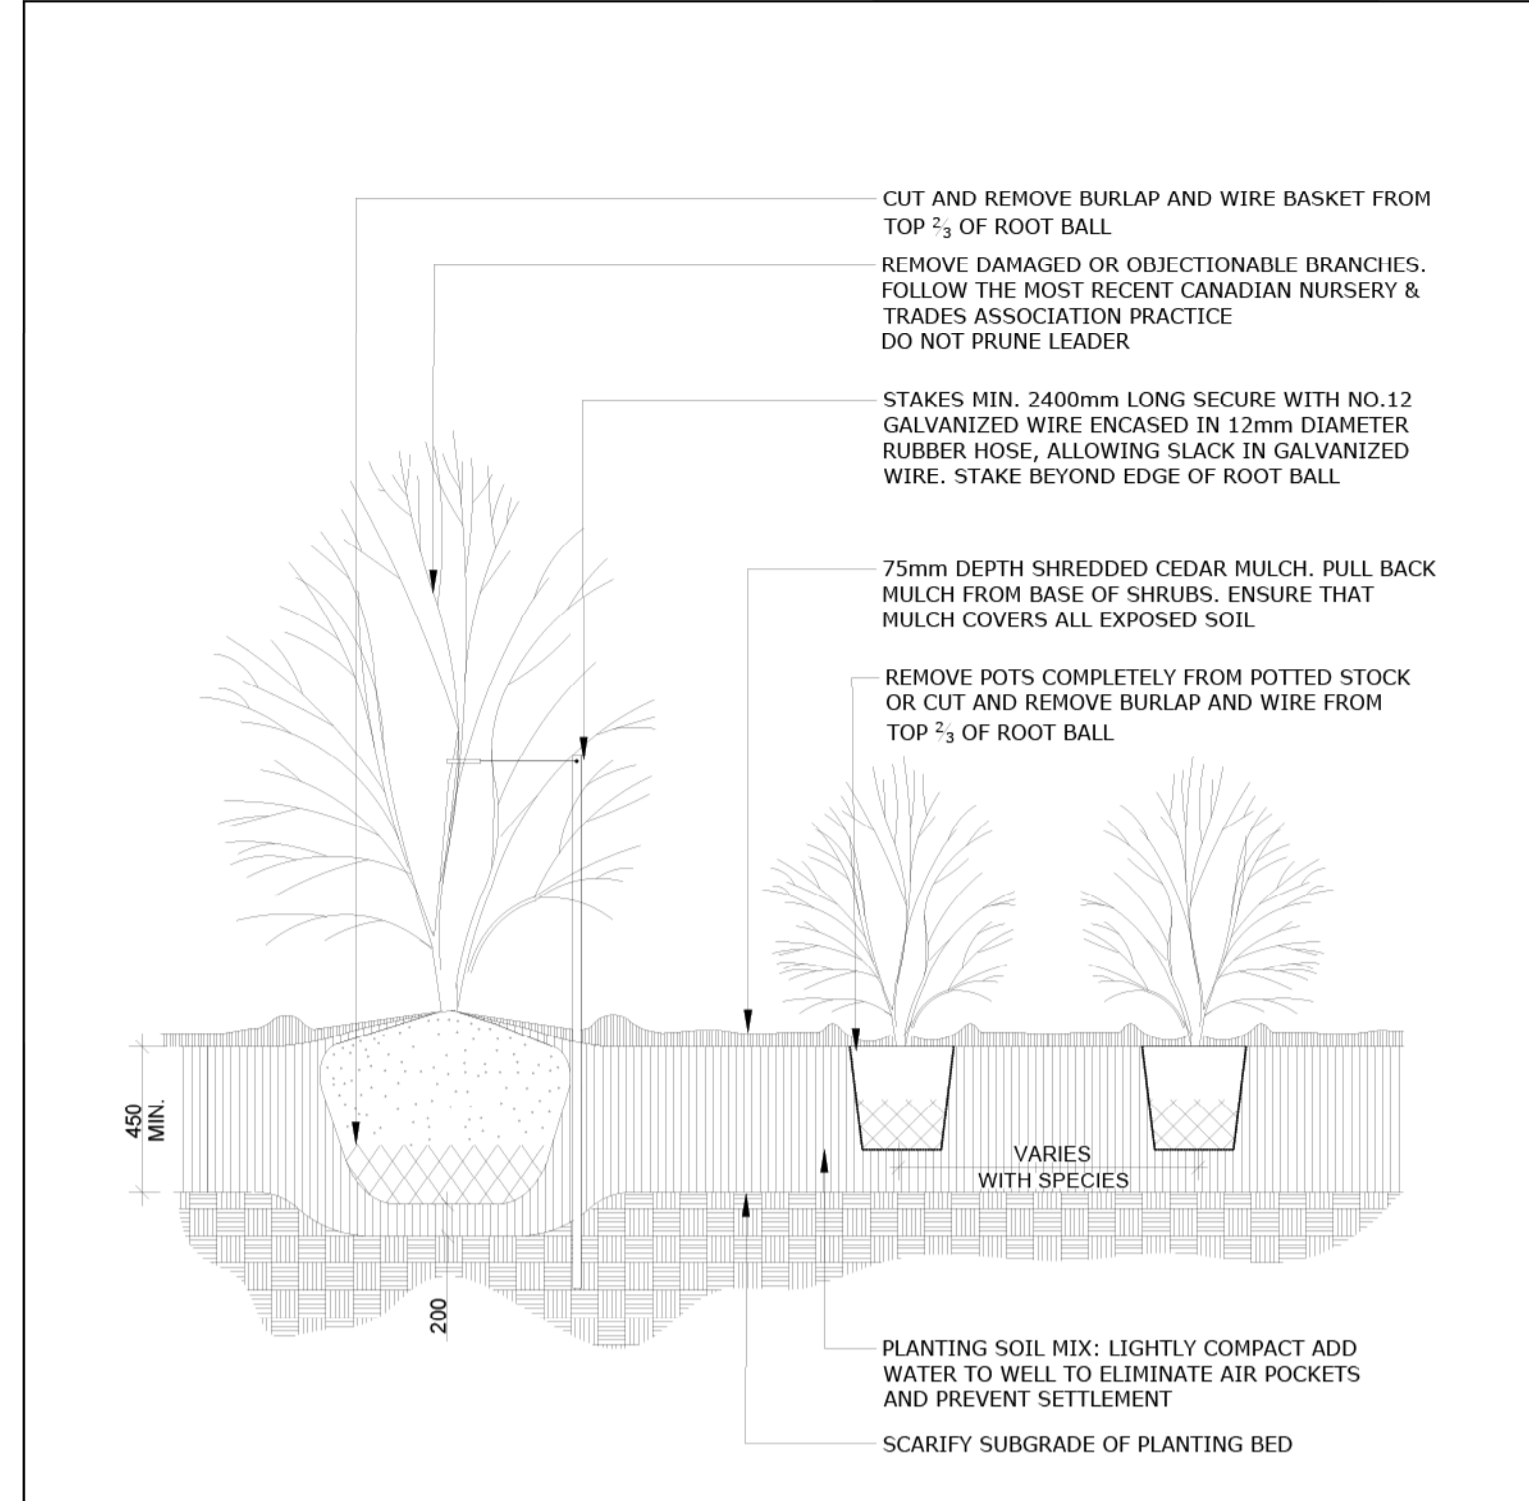 CUT AND REMOVE BURLAP AND WIRE BASKET FROM
TOP ⅔ OF ROOT BALL
REMOVE DAMAGED OR OBJECTIONABLE BRANCHES.
FOLLOW THE MOST RECENT CANADIAN NURSERY &
TRADES ASSOCIATION PRACTICE
DO NOT PRUNE LEADER
STAKES MIN. 2400mm LONG SECURE WITH NO.12
GALVANIZED WIRE ENCASED IN 12mm DIAMETER
RUBBER HOSE, ALLOWING SLACK IN GALVANIZED
WIRE. STAKE BEYOND EDGE OF ROOT BALL
75mm DEPTH SHREDDED CEDAR MULCH. PULL BACK
MULCH FROM BASE OF SHRUBS. ENSURE THAT
MULCH COVERS ALL EXPOSED SOIL
REMOVE POTS COMPLETELY FROM POTTED STOCK
OR CUT AND REMOVE BURLAP AND WIRE FROM
TOP ⅔ OF ROOT BALL
450
MIN.
VARIES
WITH SPECIES
200
PLANTING SOIL MIX: LIGHTLY COMPACT ADD
WATER TO WELL TO ELIMINATE AIR POCKETS
AND PREVENT SETTLEMENT
SCARIFY SUBGRADE OF PLANTING BED